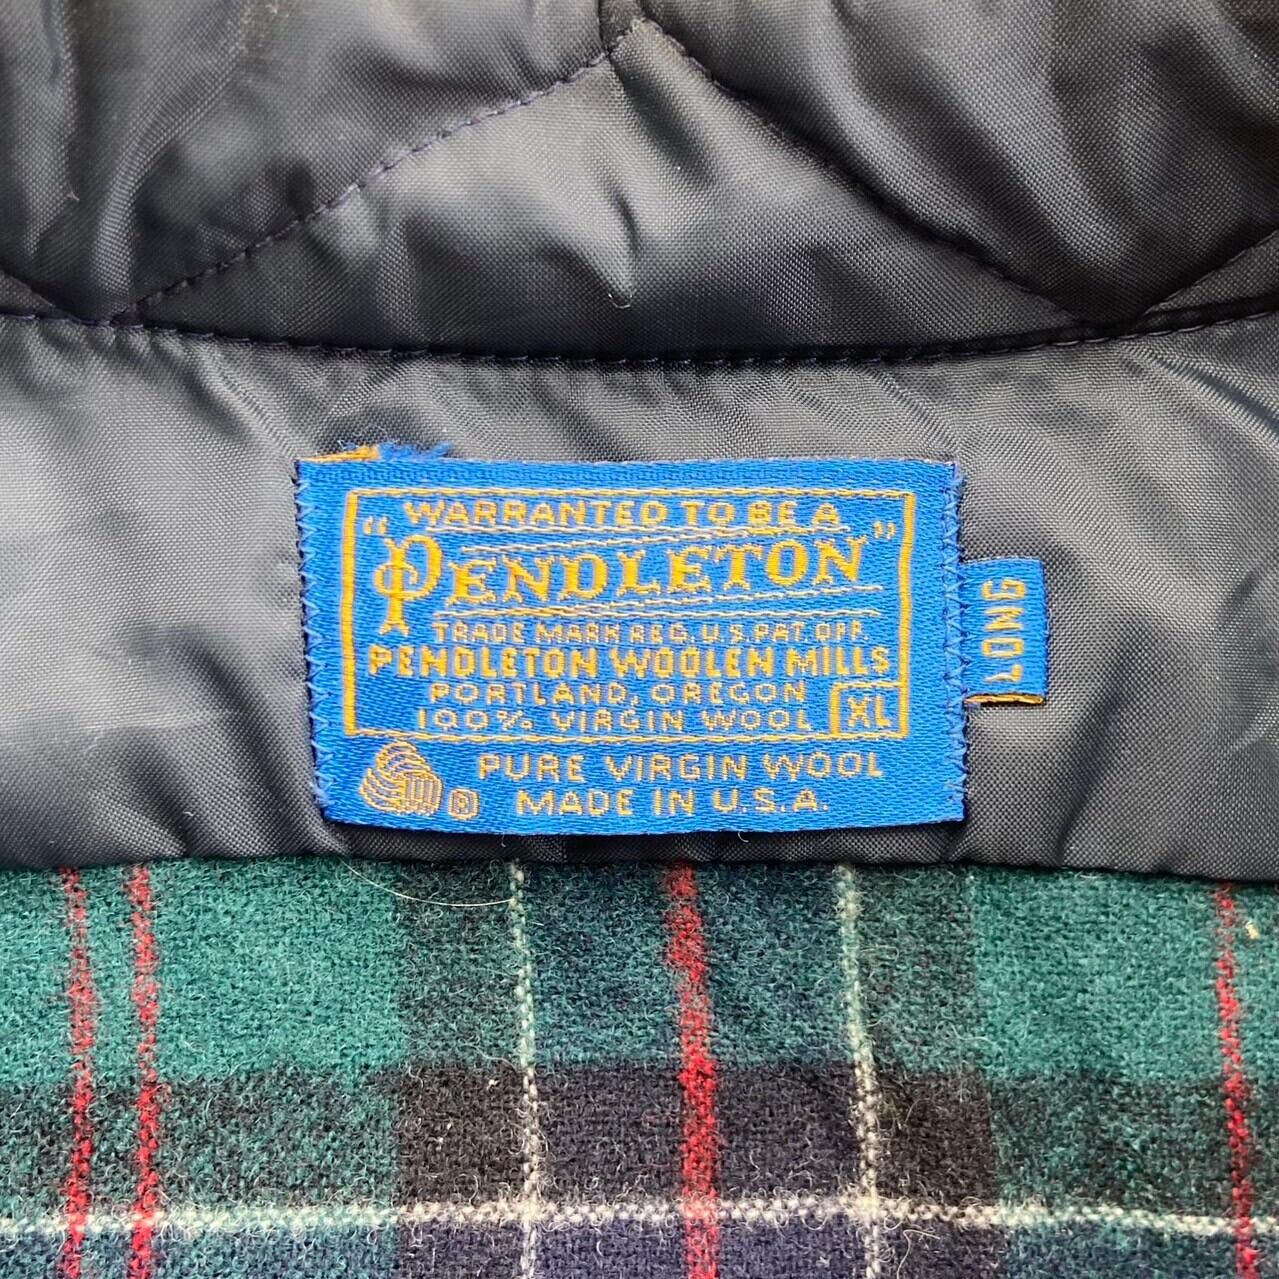 WARRANTED TO BE A
"PENDLETON"
TRADE MARK REG. U.S. PAT. OFF.
PENDLETON WOOLEN MILLS
PORTLAND, OREGON
100% VIRGIN WOOL XL
PURE VIRGIN WOOL
® MADE IN U.S.A.
LONG